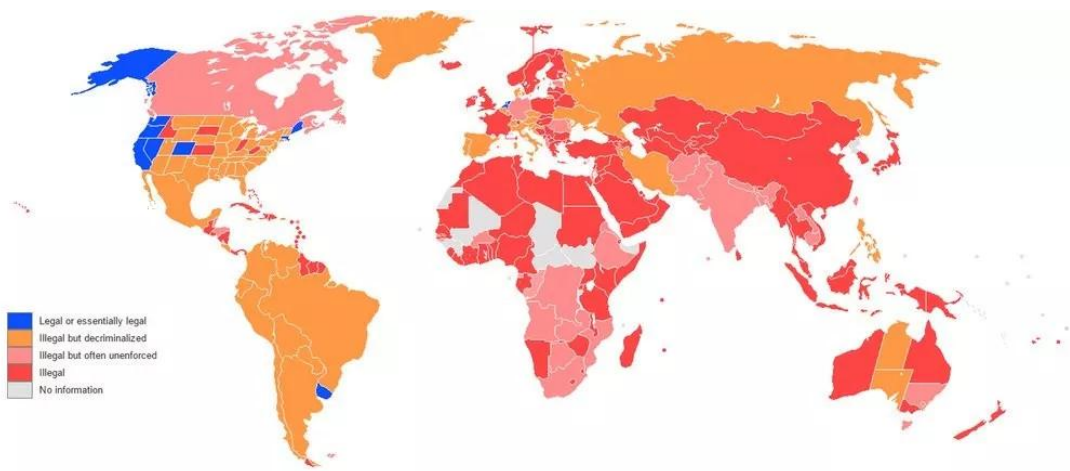 Legal or essentially legal
Illegal but decriminalized
Illegal but often unenforced
Illegal
No information